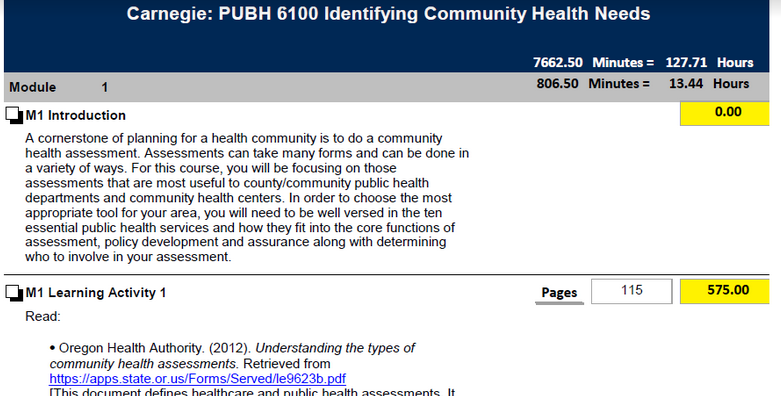 Carnegie: PUBH 6100 Identifying Community Health Needs
7662.50 Minutes = 127.71 Hours
Module 1 806.50 Minutes = 13.44 Hours
M1 Introduction 0.00
A cornerstone of planning for a health community is to do a community
health assessment. Assessments can take many forms and can be done in
a variety of ways. For this course, you will be focusing on those
assessments that are most useful to county/community public health
departments and community health centers. In order to choose the most
appropriate tool for your area, you will need to be well versed in the ten
essential public health services and how they fit into the core functions of
assessment, policy development and assurance along with determining
who to involve in your assessment.
M1 Learning Activity 1 Pages 115 575.00
Read:
• Oregon Health Authority. (2012). Understanding the types of
community health assessments. Retrieved from
https://apps.state.or.us/Forms/Served/le9623b.pdf
[This document defines healthcare and public health assessments. It